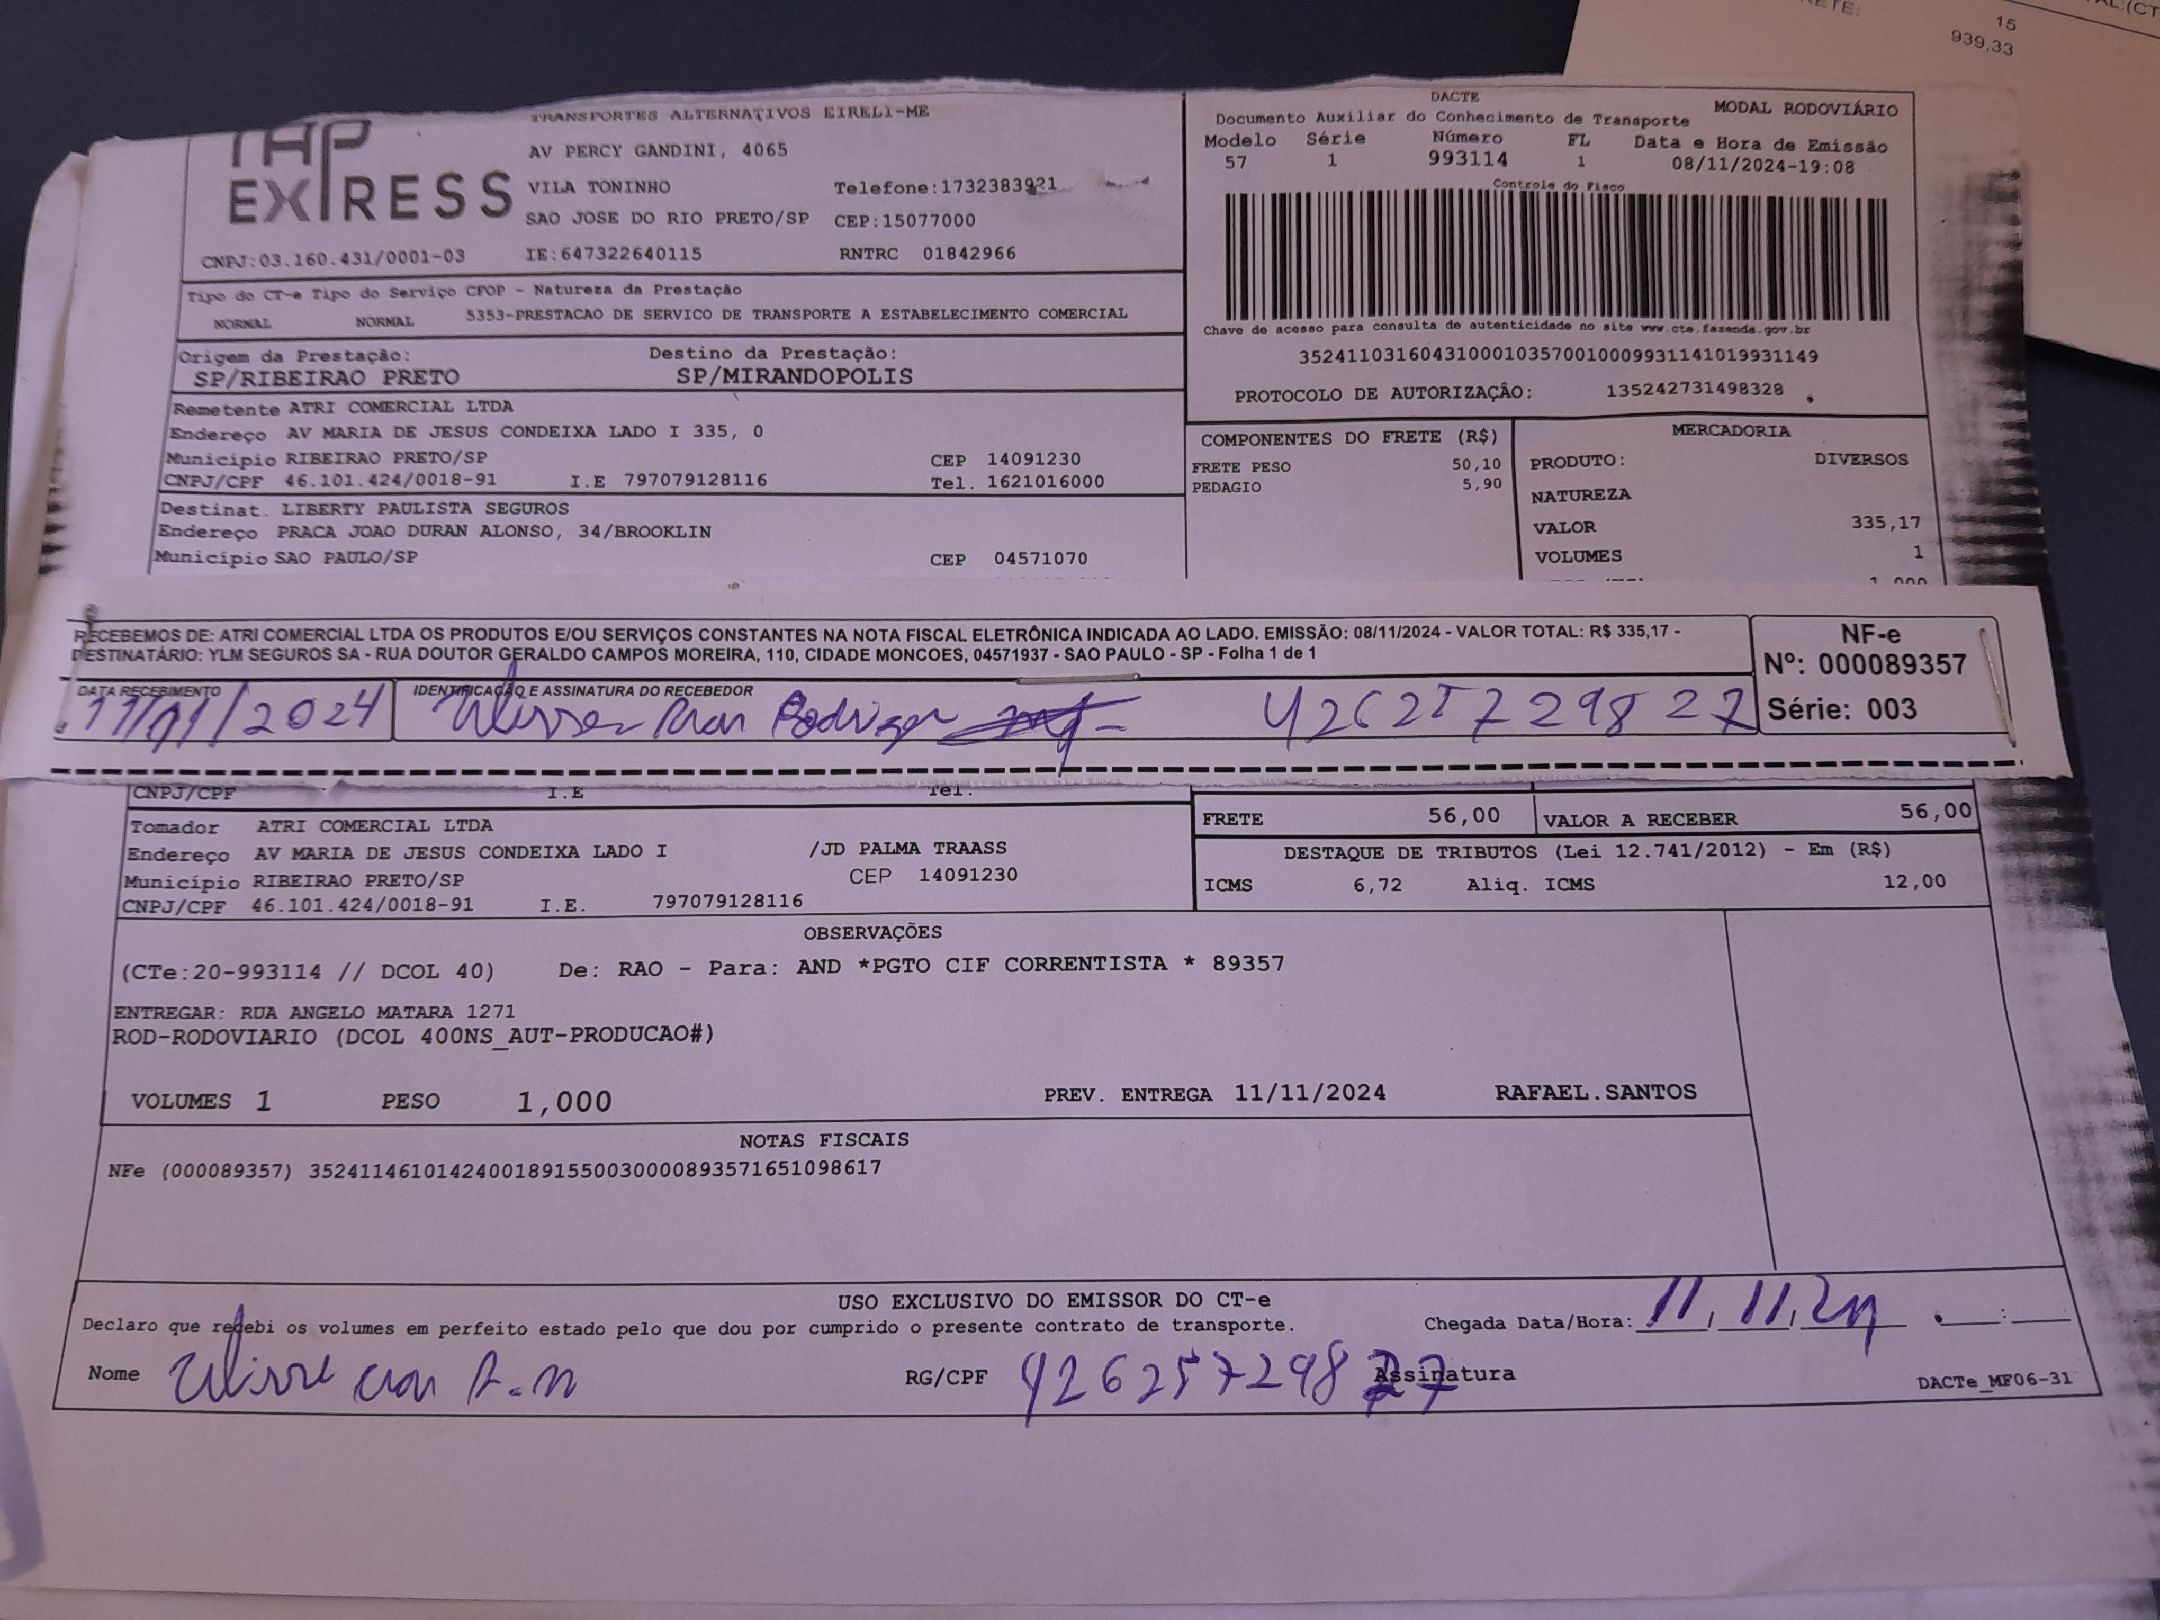 RETE:
15
939,33
TRANSPORTES ALTERNATIVOS EIRELI-ME
TAP EXPRESS
AV PERCY GANDINI, 4065
VILA TONINHO Telefone:1732383921
SAO JOSE DO RIO PRETO/SP CEP:15077000
CNPJ:03.160.431/0001-03 IE:647322640115 RNTRC 01842966
DACTE
Documento Auxiliar do Conhecimento de Transporte MODAL RODOVIÁRIO
Modelo Série Número FL Data e Hora de Emissão
57 1 993114 1 08/11/2024-19:08
Controle do Fisco
Chave de acesso para consulta de autenticidade no site www.cte.fazenda.gov.br
35241103160431000103570010009931141019931149
PROTOCOLO DE AUTORIZAÇÃO: 135242731498328
Tipo do CT-e Tipo do Serviço CFOP - Natureza da Prestação
NORMAL NORMAL 5353-PRESTACAO DE SERVICO DE TRANSPORTE A ESTABELECIMENTO COMERCIAL
Origem da Prestação: Destino da Prestação:
SP/RIBEIRAO PRETO SP/MIRANDOPOLIS
Remetente ATRI COMERCIAL LTDA
Endereço AV MARIA DE JESUS CONDEIXA LADO I 335, 0
Município RIBEIRAO PRETO/SP CEP 14091230
CNPJ/CPF 46.101.424/0018-91 I.E 797079128116 Tel. 1621016000
Destinat. LIBERTY PAULISTA SEGUROS
Endereço PRACA JOAO DURAN ALONSO, 34/BROOKLIN
Município SAO PAULO/SP CEP 04571070
COMPONENTES DO FRETE (R$)
FRETE PESO 50,10
PEDAGIO 5,90
MERCADORIA
PRODUTO: DIVERSOS
NATUREZA
VALOR 335,17
VOLUMES 1
RECEBEMOS DE: ATRI COMERCIAL LTDA OS PRODUTOS E/OU SERVIÇOS CONSTANTES NA NOTA FISCAL ELETRÔNICA INDICADA AO LADO. EMISSÃO: 08/11/2024 - VALOR TOTAL: R$ 335,17 -
DESTINATÁRIO: YLM SEGUROS SA - RUA DOUTOR GERALDO CAMPOS MOREIRA, 110, CIDADE MONCOES, 04571937 - SAO PAULO - SP - Folha 1 de 1
NF-e
Nº: 000089357
Série: 003
DATA RECEBIMENTO IDENTIFICAÇÃO E ASSINATURA DO RECEBEDOR
11/11/2024 42625729827
CNPJ/CPF I.E Tel.
Tomador ATRI COMERCIAL LTDA
Endereço AV MARIA DE JESUS CONDEIXA LADO I /JD PALMA TRAASS
Município RIBEIRAO PRETO/SP CEP 14091230
CNPJ/CPF 46.101.424/0018-91 I.E. 797079128116
FRETE 56,00 VALOR A RECEBER 56,00
DESTAQUE DE TRIBUTOS (Lei 12.741/2012) - Em (R$)
ICMS 6,72 Aliq. ICMS 12,00
OBSERVAÇÕES
(CTe:20-993114 // DCOL 40) De: RAO - Para: AND *PGTO CIF CORRENTISTA * 89357
ENTREGAR: RUA ANGELO MATARA 1271
ROD-RODOVIARIO (DCOL 400NS_AUT-PRODUCAO#)
VOLUMES 1 PESO 1,000 PREV. ENTREGA 11/11/2024 RAFAEL.SANTOS
NOTAS FISCAIS
NFe (000089357) 35241146101424001891550030000893571651098617
USO EXCLUSIVO DO EMISSOR DO CT-e
Declaro que recebi os volumes em perfeito estado pelo que dou por cumprido o presente contrato de transporte. Chegada Data/Hora: 11/11/24
Nome RG/CPF 42625729827 Assinatura
DACTe_MF06-31